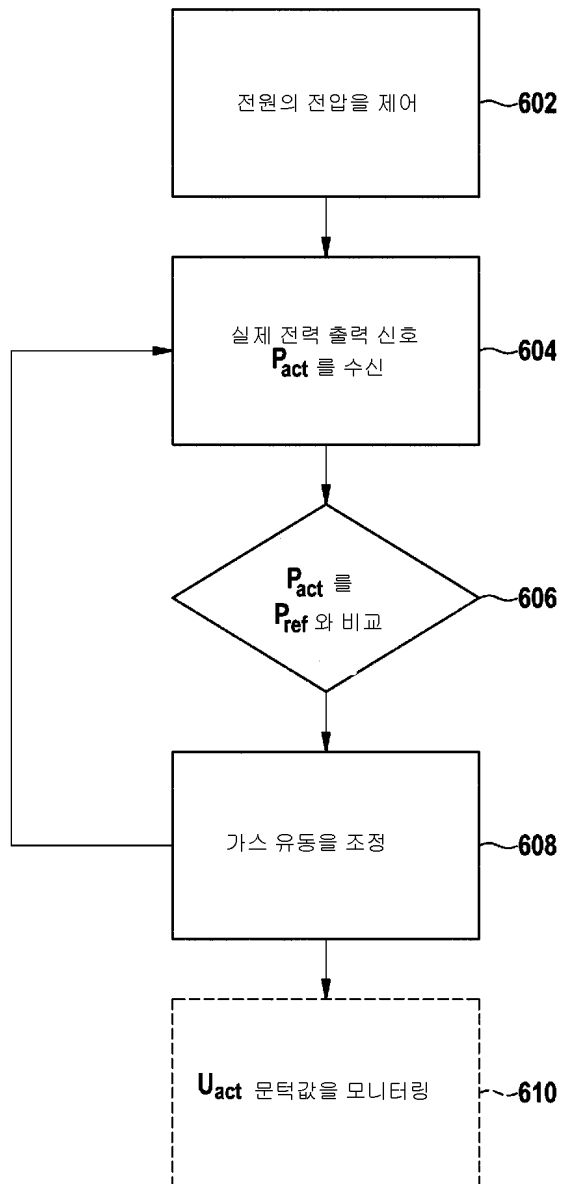 전원의 전압을 제어
602
실제 전력 출력 신호
Pact 를 수신
604
Pact 를
Pref 와 비교
606
가스 유동을 조정
608
Uact 문턱값을 모니터링
610